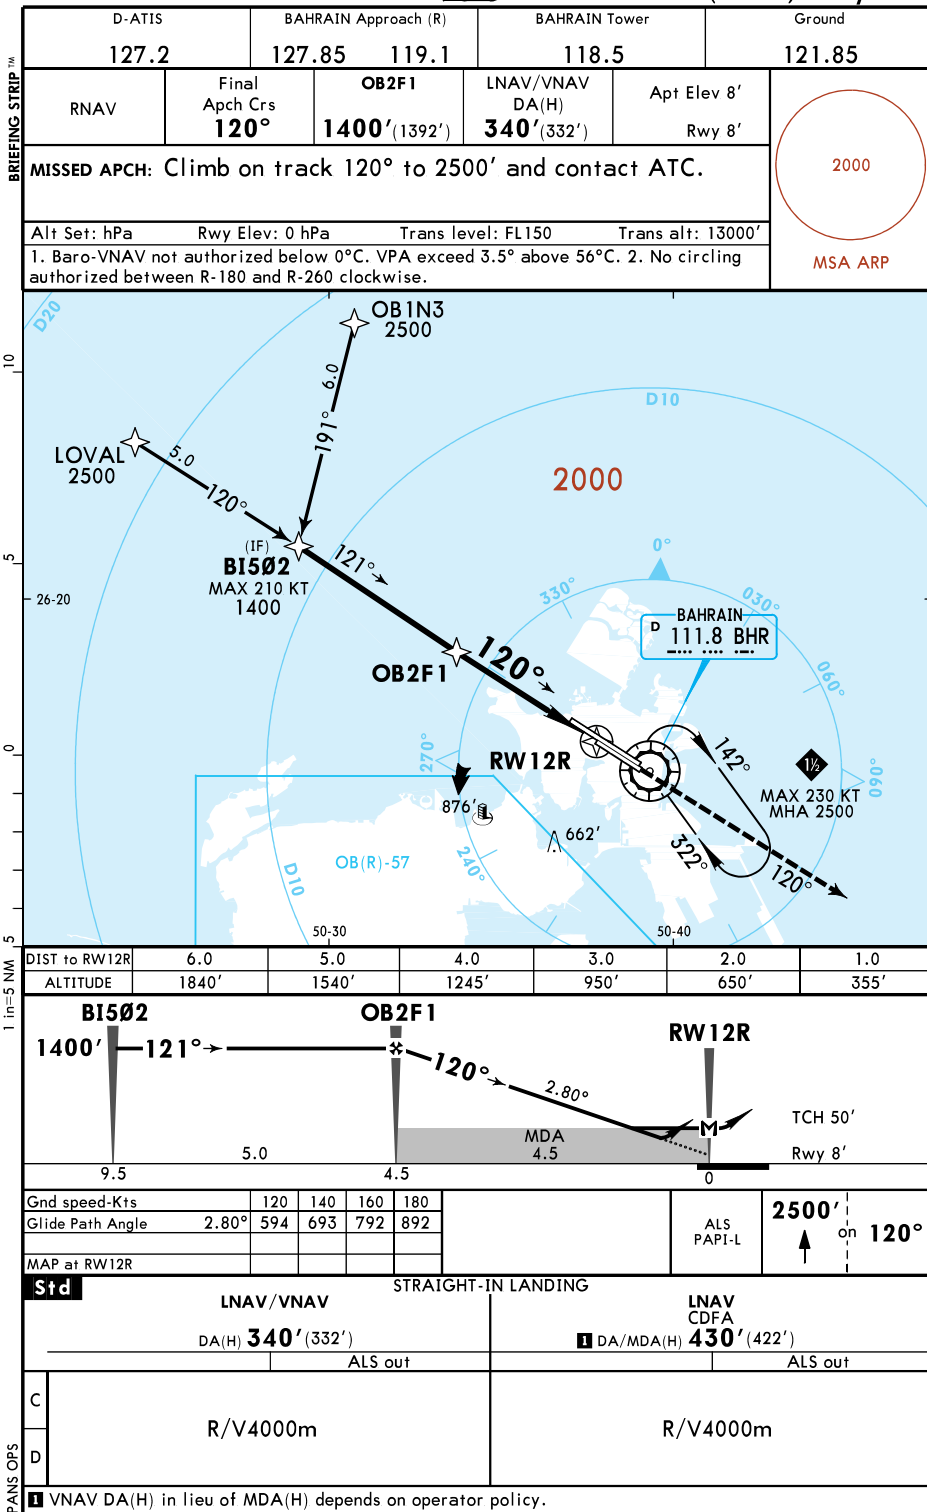 D-ATIS
127.2
BAHRAIN Approach (R)
127.85 119.1
BAHRAIN Tower
118.5
Ground
121.85
BRIEFING STRIP TM
RNAV
Final
Apch Crs
120°
OB2F1
1400'(1392')
LNAV/VNAV
DA(H)
340'(332')
Apt Elev 8'
Rwy 8'
MISSED APCH: Climb on track 120° to 2500' and contact ATC.
Alt Set: hPa Rwy Elev: 0 hPa Trans level: FL150 Trans alt: 13000'
1. Baro-VNAV not authorized below 0°C. VPA exceed 3.5° above 56°C. 2. No circling
authorized between R-180 and R-260 clockwise.
2000
MSA ARP
D20
OB1N3
2500
10
6.0
191°
D10
LOVAL
2500
5.0
120°
2000
(IF)
BI5Ø2
MAX 210 KT
1400
121°
5
26-20
0°
330°
030°
BAHRAIN
D 111.8 BHR
060°
OB2F1
120°
0
270°
RW12R
142°
1½
MAX 230 KT
MHA 2500
090°
876'
662'
OB(R)-57
240°
322°
120°
D10
50-30
50-40
5
1 in=5 NM
DIST to RW12R 6.0 5.0 4.0 3.0 2.0 1.0
ALTITUDE 1840' 1540' 1245' 950' 650' 355'
BI5Ø2
OB2F1
RW12R
1400' 121°
120°
2.80°
TCH 50'
M
MDA
5.0
4.5
Rwy 8'
9.5
4.5
0
Gnd speed-Kts 120 140 160 180
Glide Path Angle 2.80° 594 693 792 892
MAP at RW12R
ALS
PAPI-L
2500'
on 120°
Std
STRAIGHT-IN LANDING
LNAV/VNAV
DA(H) 340'(332')
ALS out
LNAV
CDFA
1 DA/MDA(H) 430'(422')
ALS out
C
D
R/V4000m
R/V4000m
PANS OPS
1 VNAV DA(H) in lieu of MDA(H) depends on operator policy.